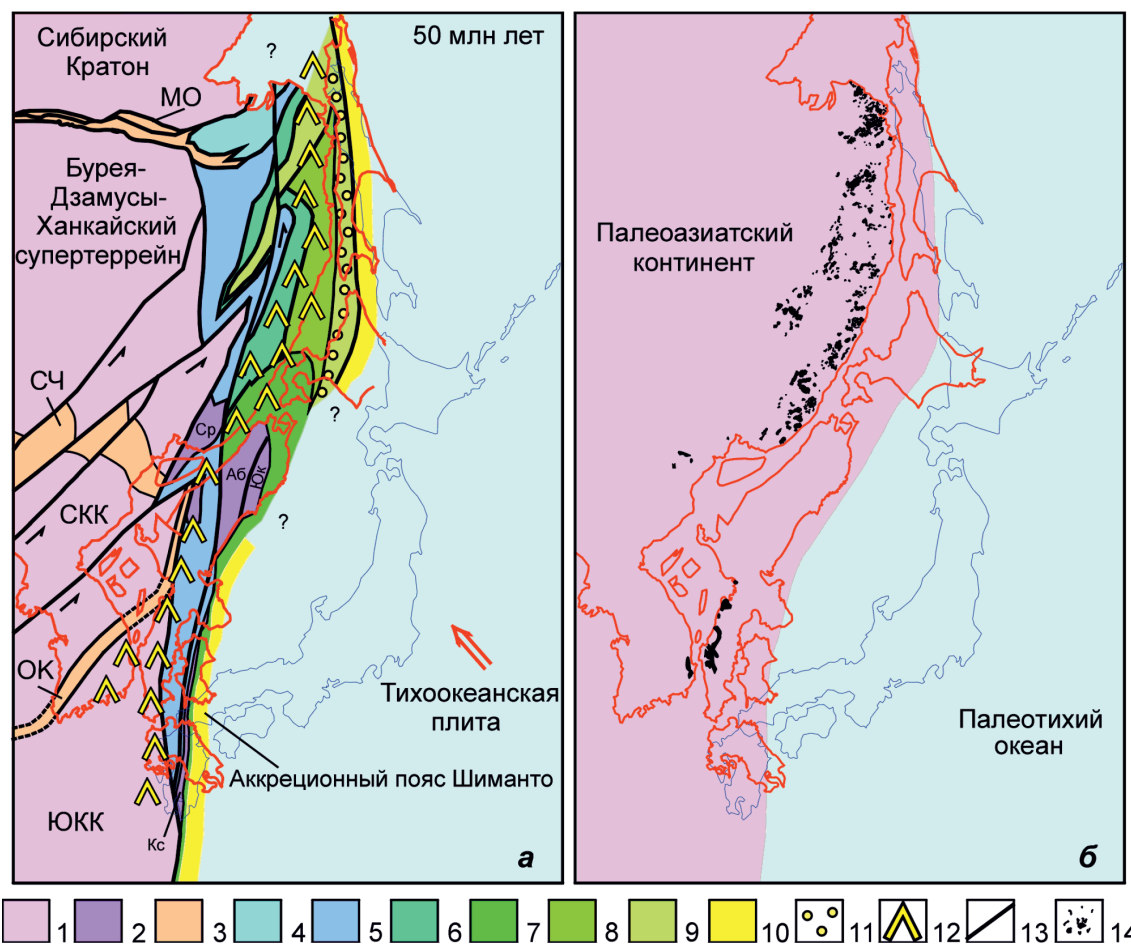 Сибирский
Кратон
?
50 млн лет
МО
Бурея-
Дзамусы-
Ханкайский
супертеррейн
СЧ
Ср
?
Аб
Юк
СКК
?
ОК
Тихоокеанская
плита
Аккреционный пояс Шиманто
ЮКК
Кс
а
Палеоазиатский
континент
Палеотихий
океан
б
1 2 3 4 5 6 7 8 9 10 11 12 13 14